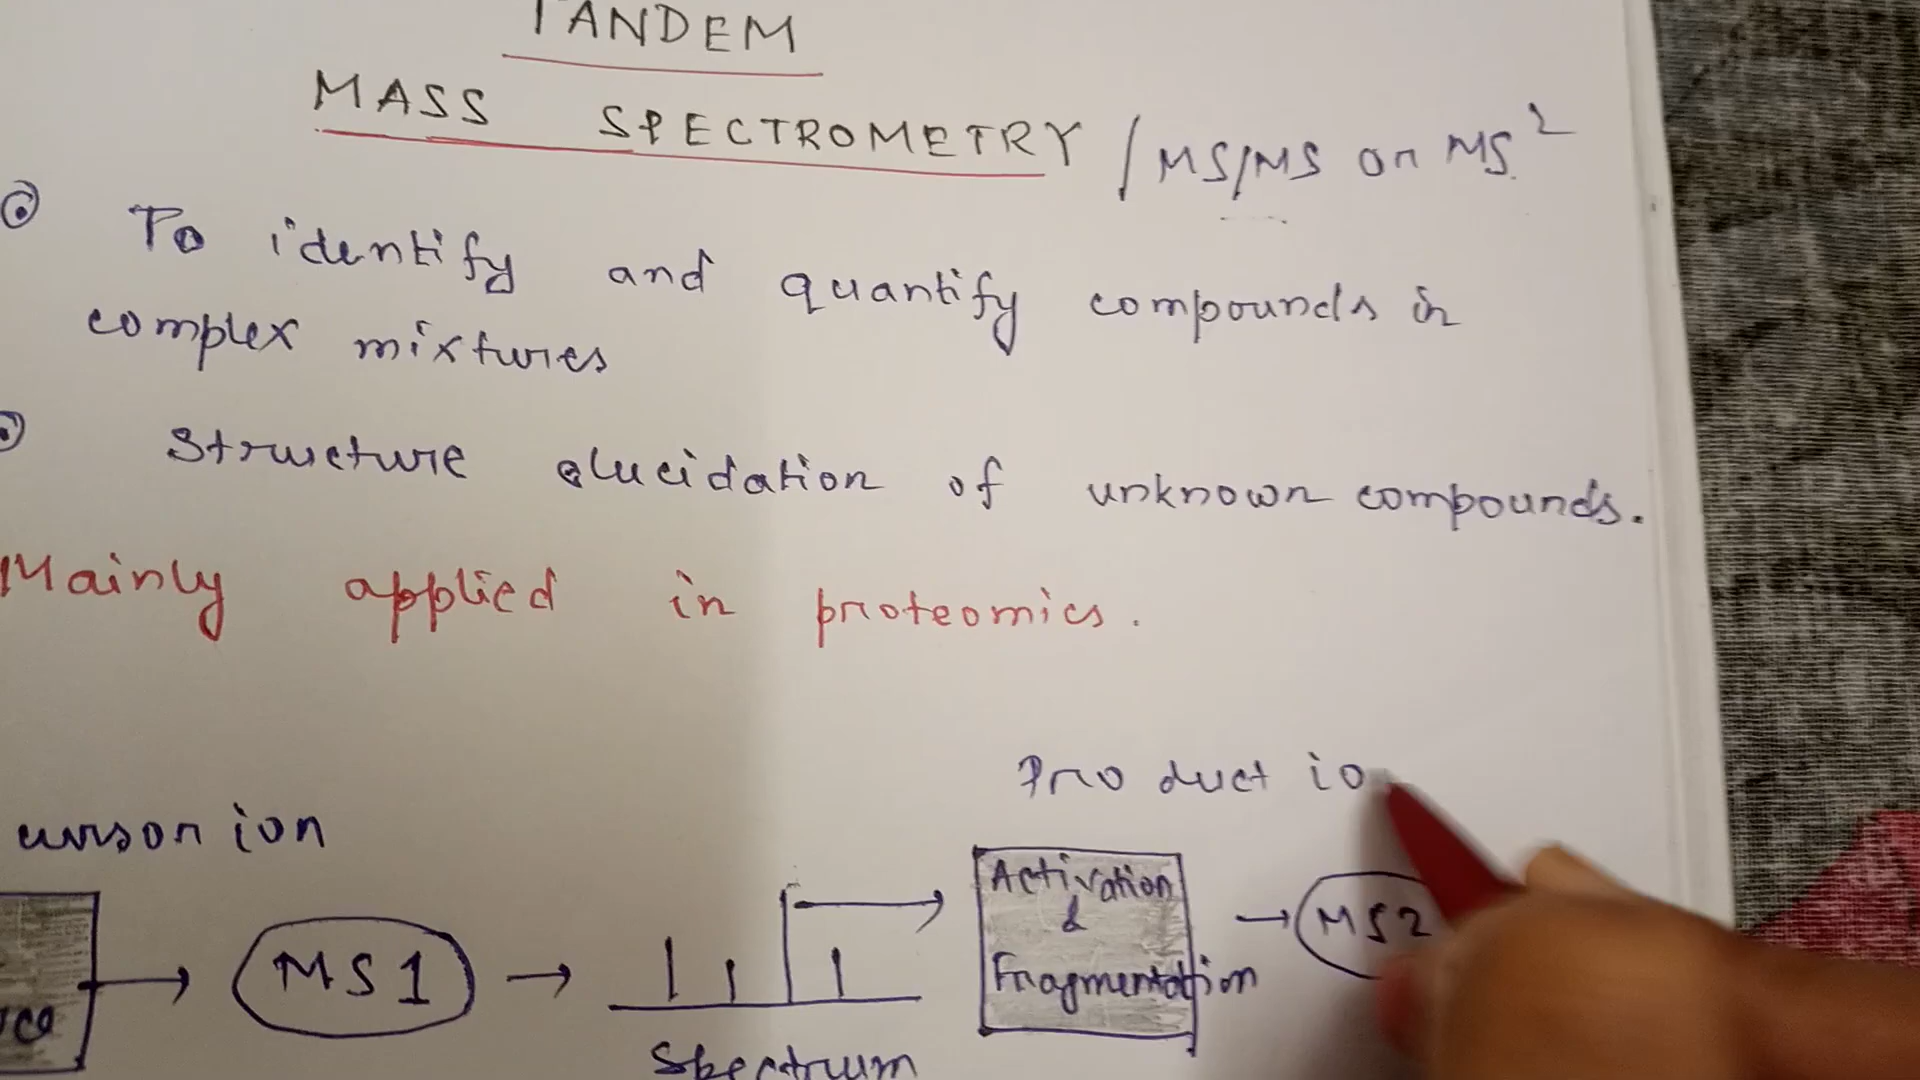 TANDEM
MASS SPECTROMETRY / MS/MS or MS²
To identify and quantify compounds in
complex mixtures
Structure elucidation of unknown compounds.
Mainly applied in proteomics.
Product io
cursor ion
Activation
&
Fragmentation
MS1
MS2
Spectrum